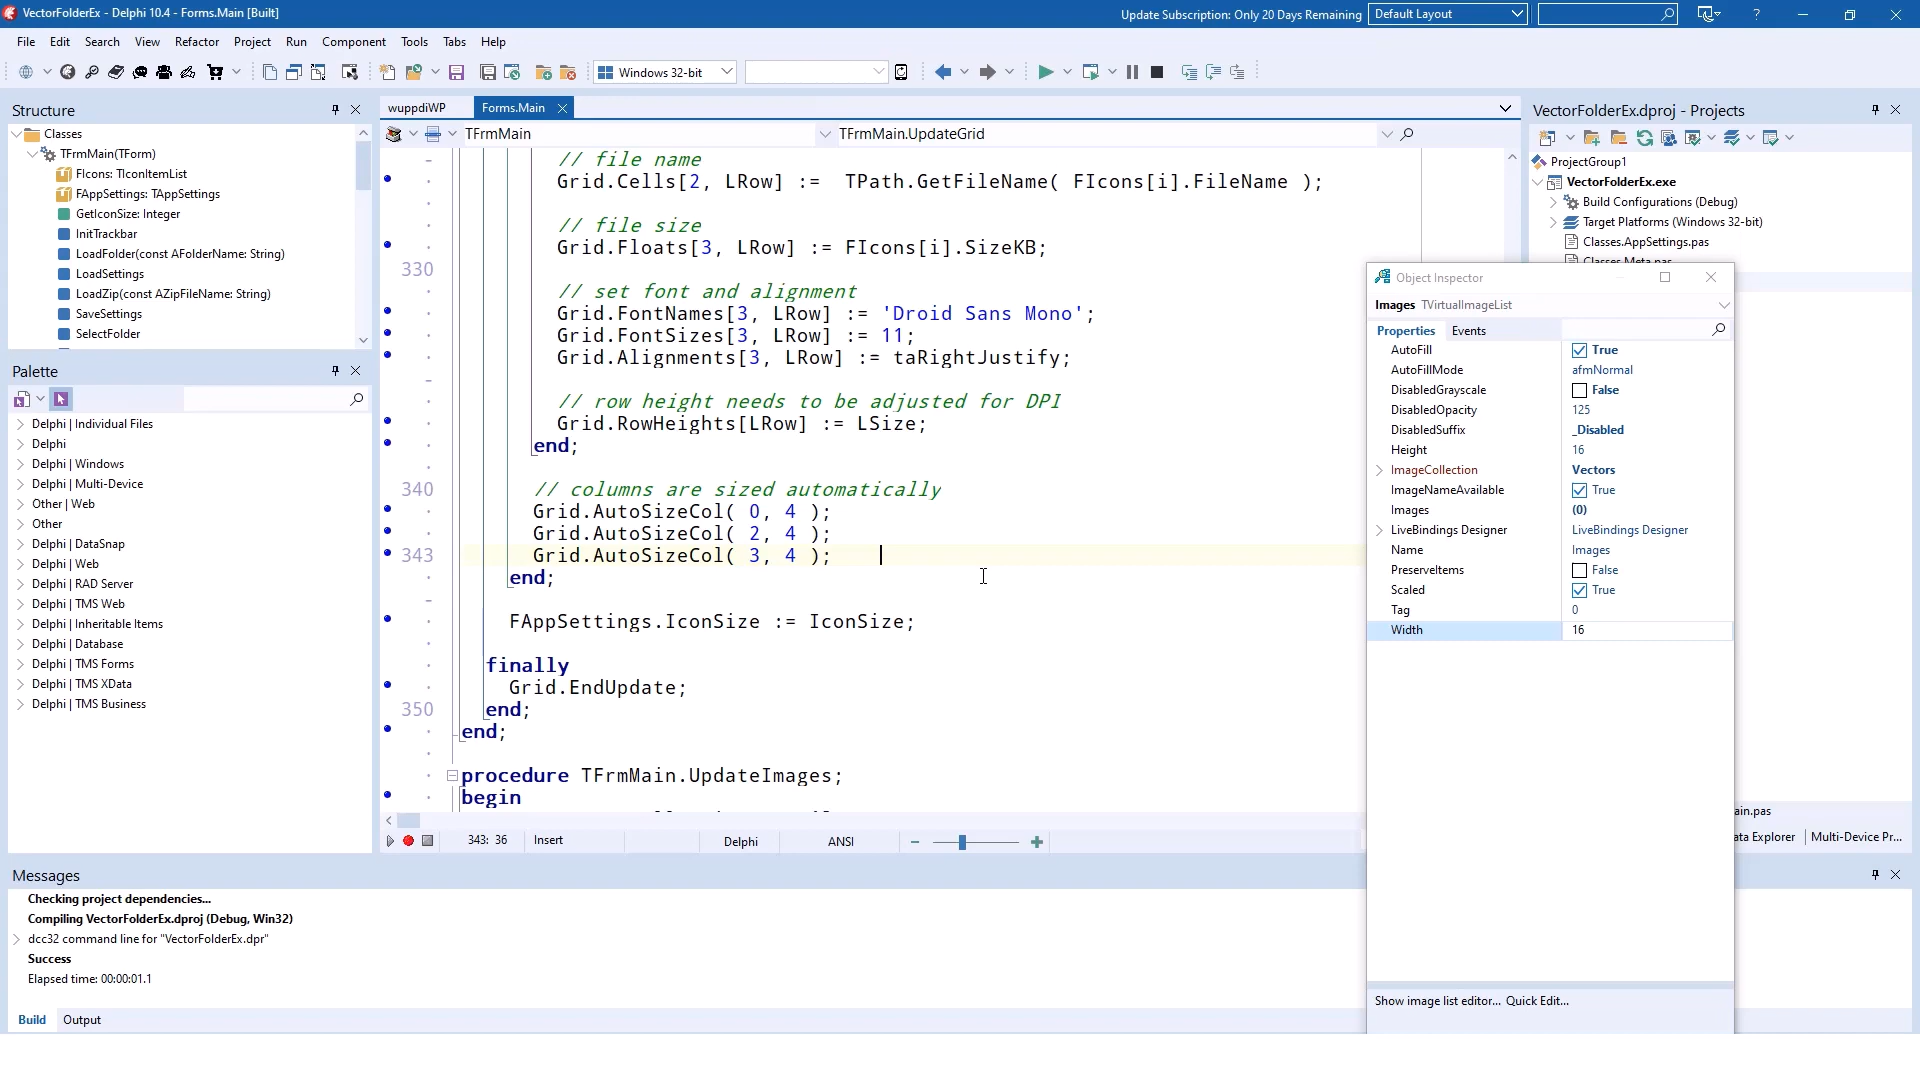 VectorFolderEx - Delphi 10.4 - Forms.Main [Built]
Update Subscription: Only 20 Days Remaining
Default Layout
File Edit Search View Refactor Project Run Component Tools Tabs Help
Windows 32-bit
Structure
Classes
TFrmMain(TForm)
FIcons: TIconItemList
FAppSettings: TAppSettings
GetIconSize: Integer
InitTrackbar
LoadFolder(const AFolderName: String)
LoadSettings
LoadZip(const AZipFileName: String)
SaveSettings
SelectFolder
Palette
Delphi | Individual Files
Delphi
Delphi | Windows
Delphi | Multi-Device
Other | Web
Other
Delphi | DataSnap
Delphi | Web
RAD Server
Delphi | TMS Web
Delphi | Inheritable Items
Delphi | Database
Delphi | TMS Forms
Delphi | TMS XData
Delphi | TMS Business
wuppdiWP
Forms.Main
TFrmMain
TFrmMain.UpdateGrid
// file name
Grid.Cells[2, LRow] :=  TPath.GetFileName( FIcons[i].FileName );
// file size
Grid.Floats[3, LRow] := FIcons[i].SizeKB;
330
// set font and alignment
Grid.FontNames[3, LRow] := 'Droid Sans Mono';
Grid.FontSizes[3, LRow] := 11;
Grid.Alignments[3, LRow] := taRightJustify;
// row height needs to be adjusted for DPI
Grid.RowHeights[LRow] := LSize;
end;
340 // columns are sized automatically
Grid.AutoSizeCol( 0, 4 );
Grid.AutoSizeCol( 2, 4 );
343 Grid.AutoSizeCol( 3, 4 );
end;
FAppSettings.IconSize := IconSize;
finally
Grid.EndUpdate;
350 end;
end;
procedure TFrmMain.UpdateImages;
begin
343: 36
Insert
Delphi
ANSI
VectorFolderEx.dproj - Projects
ProjectGroup1
VectorFolderEx.exe
Build Configurations (Debug)
Target Platforms (Windows 32-bit)
Classes.AppSettings.pas
Classes.Meta.pas
Object Inspector
Images TVirtualImageList
Properties Events
AutoFill True
AutoFillMode afmNormal
DisabledGrayscale False
DisabledOpacity 125
DisabledSuffix _Disabled
Height 16
ImageCollection Vectors
ImageNameAvailable True
Images (0)
LiveBindings Designer LiveBindings Designer
Name Images
PreserveItems False
Scaled True
Tag 0
Width 16
Show image list editor... Quick Edit...
ain.pas
ata Explorer Multi-Device Pr...
Messages
Checking project dependencies...
Compiling VectorFolderEx.dproj (Debug, Win32)
dcc32 command line for "VectorFolderEx.dpr"
Success
Elapsed time: 00:00:01.1
Build Output